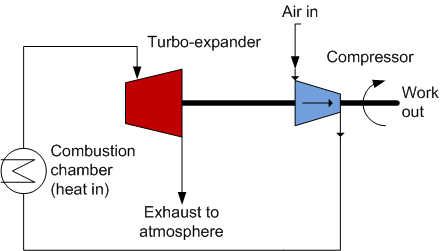 Air in
Turbo-expander
Compressor
Work
out
Combustion
chamber
(heat in)
Exhaust to
atmosphere